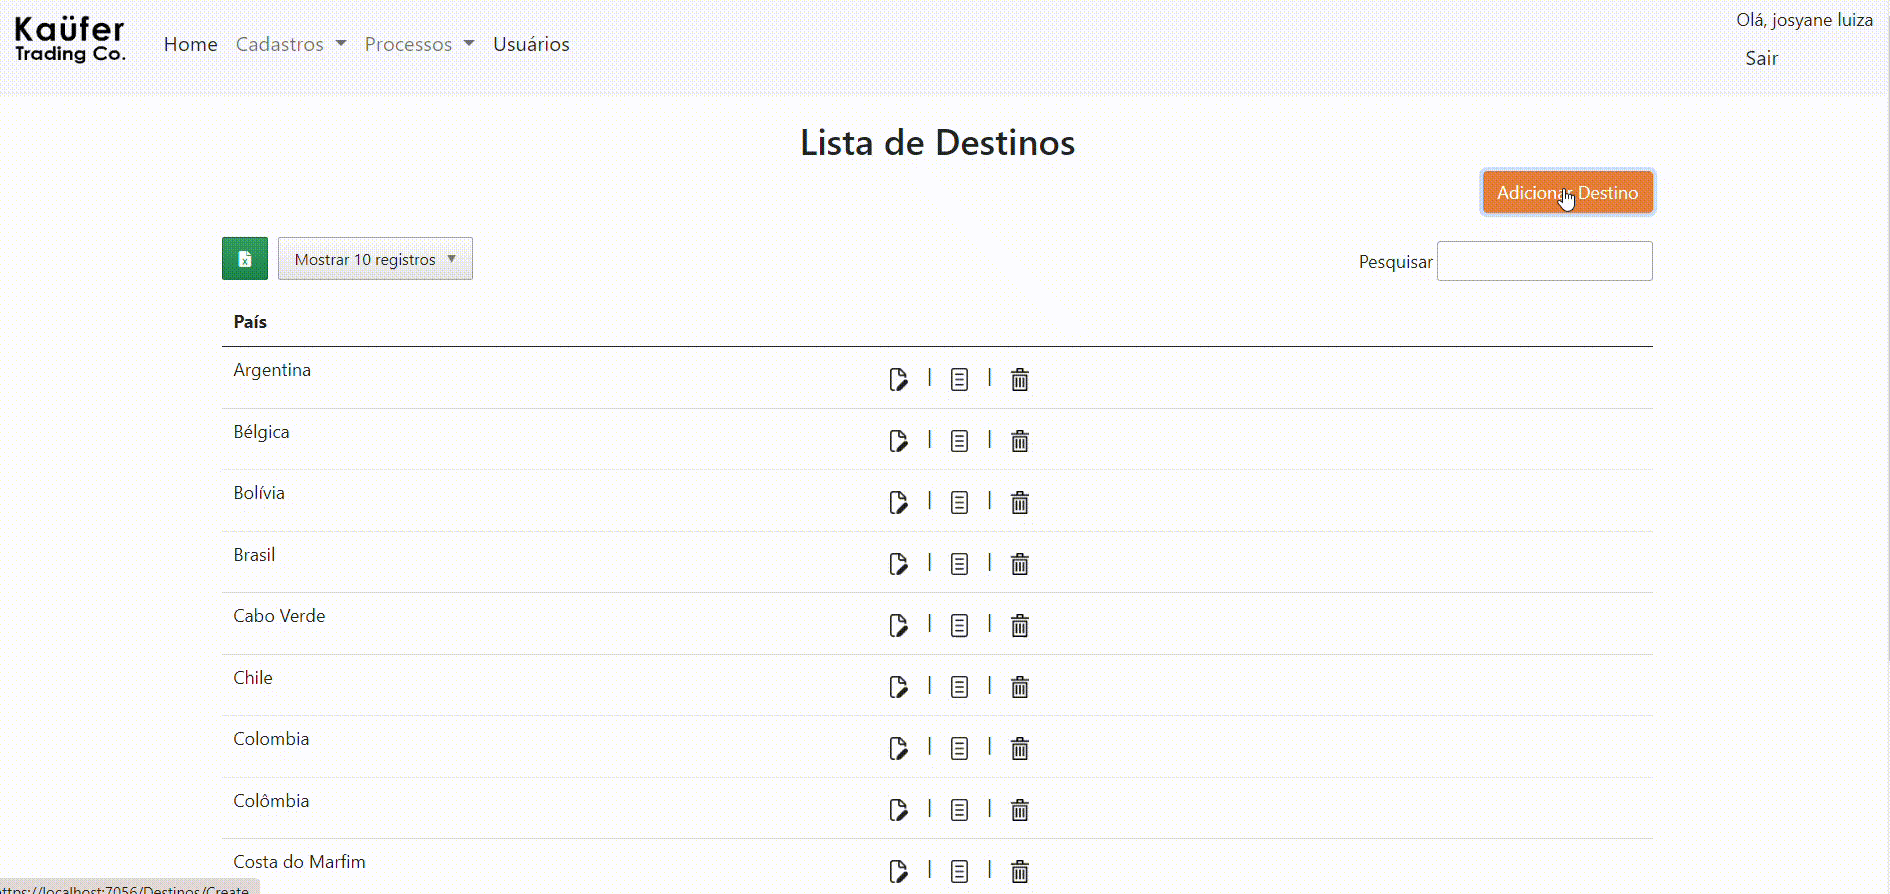 Kaüfer
Trading Co.
Home Cadastros Processos Usuários
Olá, josyane luiza
Sair
Lista de Destinos
Adicionar Destino
Mostrar 10 registros
Pesquisar
País
Argentina
Bélgica
Bolívia
Brasil
Cabo Verde
Chile
Colombia
Colômbia
Costa do Marfim
ttps://localhost:7056/Destinos/Create